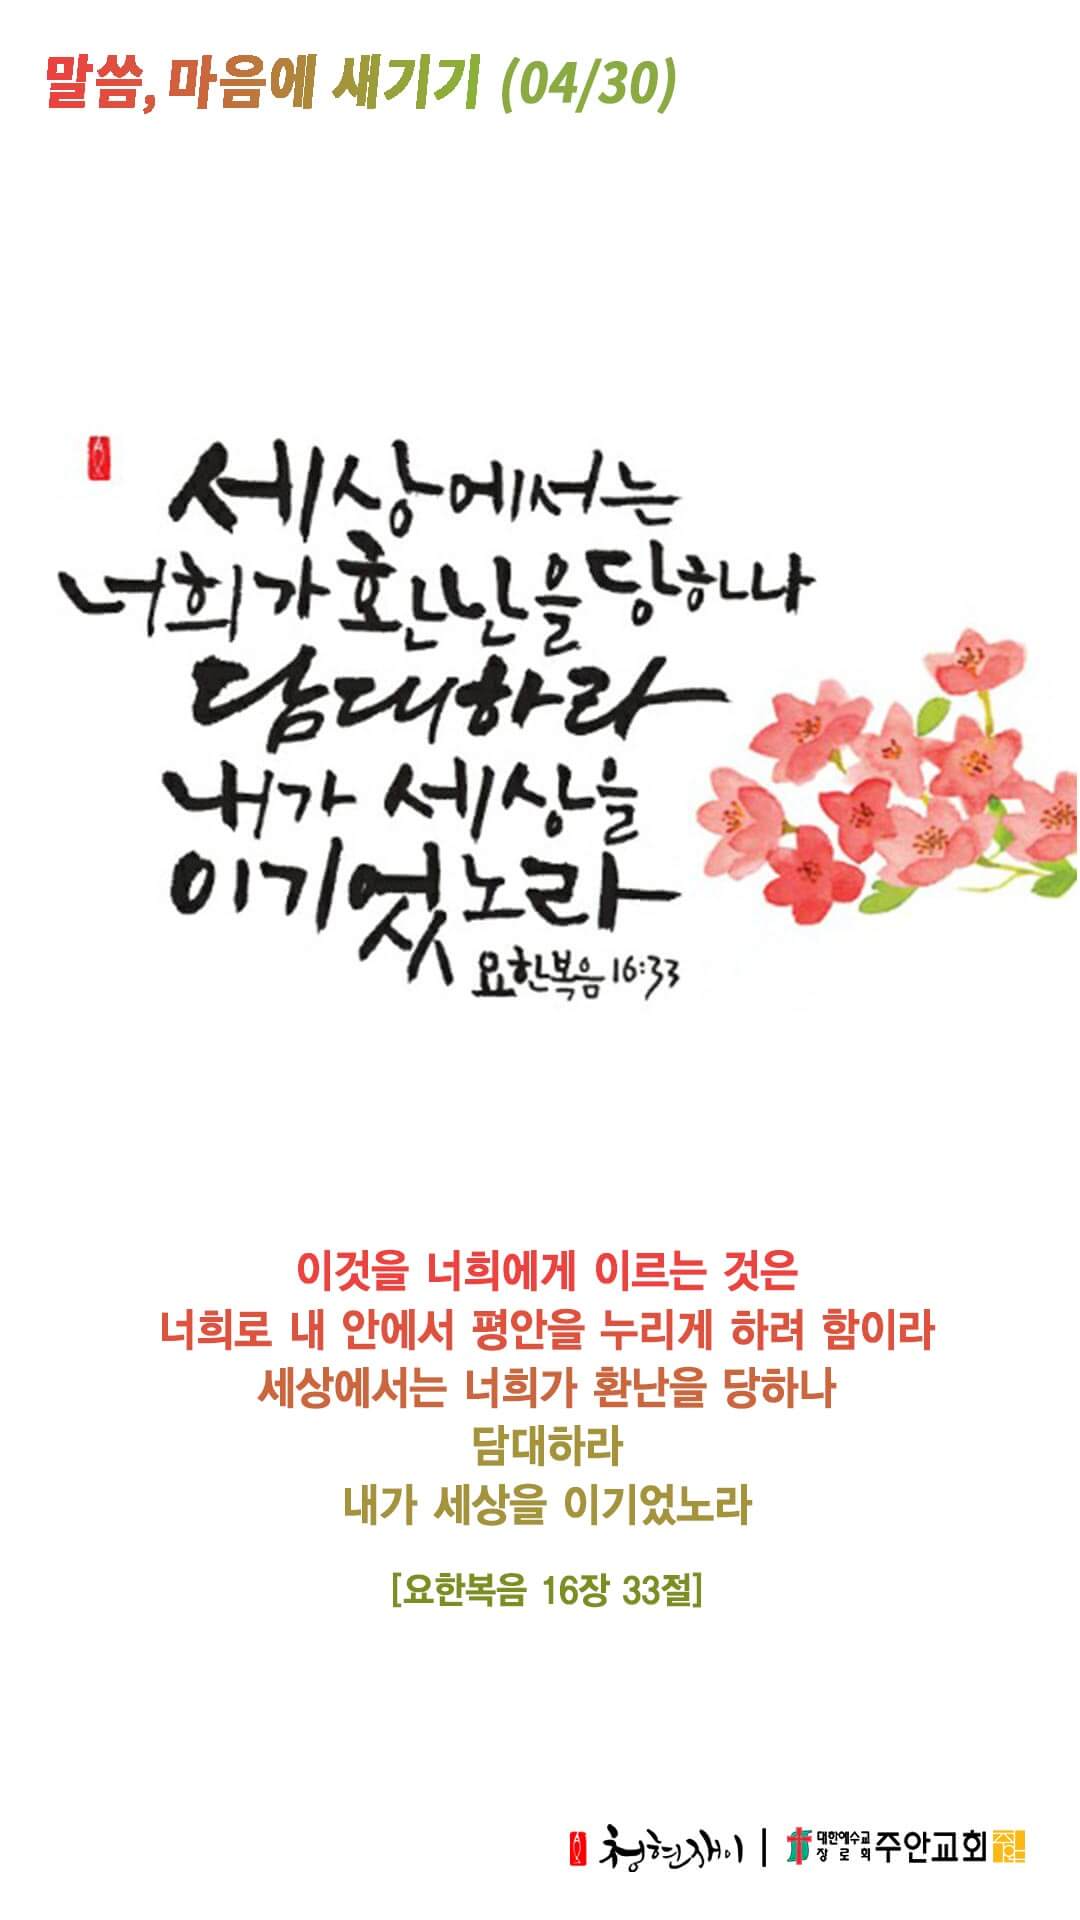 말씀, 마음에 새기기 (04/30)
세상에서는
너희가 환난을 당하나
담대하라
내가 세상을
이기었노라
요한복음 16:33
이것을 너희에게 이르는 것은
너희로 내 안에서 평안을 누리게 하려 함이라
세상에서는 너희가 환난을 당하나
담대하라
내가 세상을 이기었노라
[요한복음 16장 33절]
청현재이 | 대한예수교 장로회 주안교회